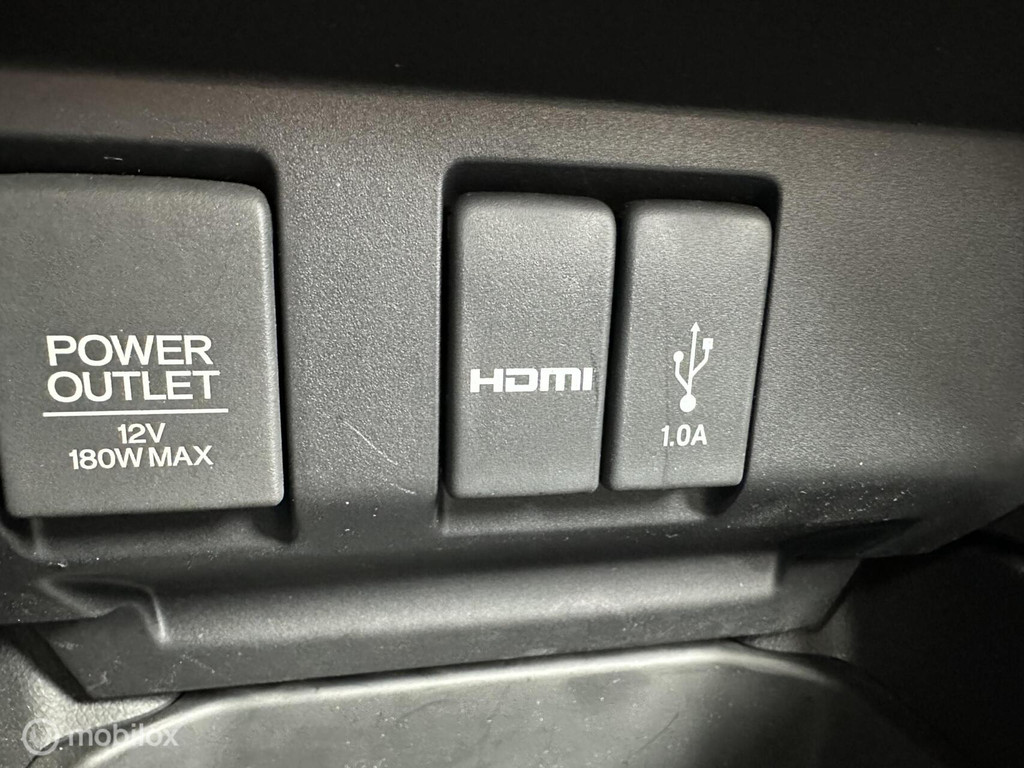 POWER
OUTLET
12V
180W MAX
HDMI
1.0A
mobilox